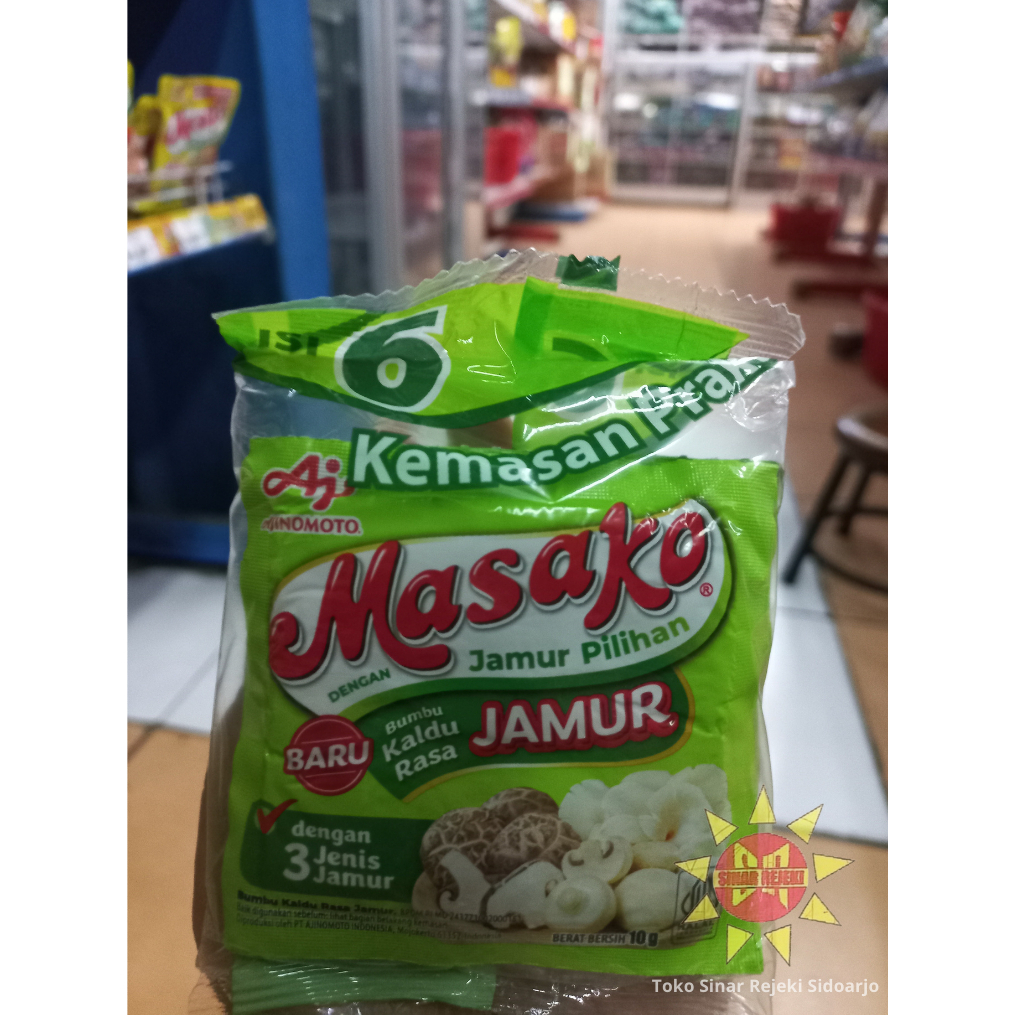 ISI 6
Kemasan Praktis
Aji
AJINOMOTO
Masako®
DENGAN Jamur Pilihan
BARU
Bumbu
Kaldu
Rasa
JAMUR
dengan
3 Jenis
Jamur
Bumbu Kaldu Rasa Jamur
BERAT BERSIH 10 g
SINAR REJEKI
Toko Sinar Rejeki Sidoarjo